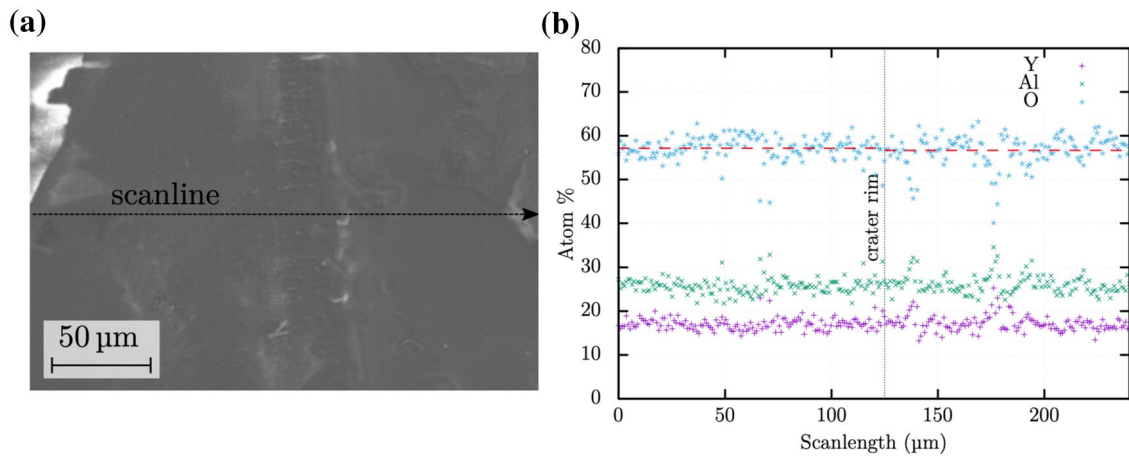 (a)
scanline
50 µm
(b)
80
70
60
50
40
30
20
10
0
Atom %
Y
Al
O
crater rim
0 50 100 150 200
Scanlength (µm)